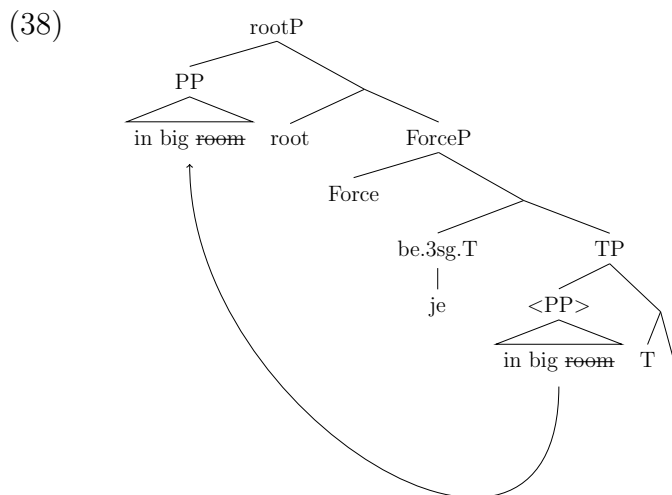 (38)
rootP
PP
in big room
root
ForceP
Force
be.3sg.T
TP
je
<PP>
in big room
T